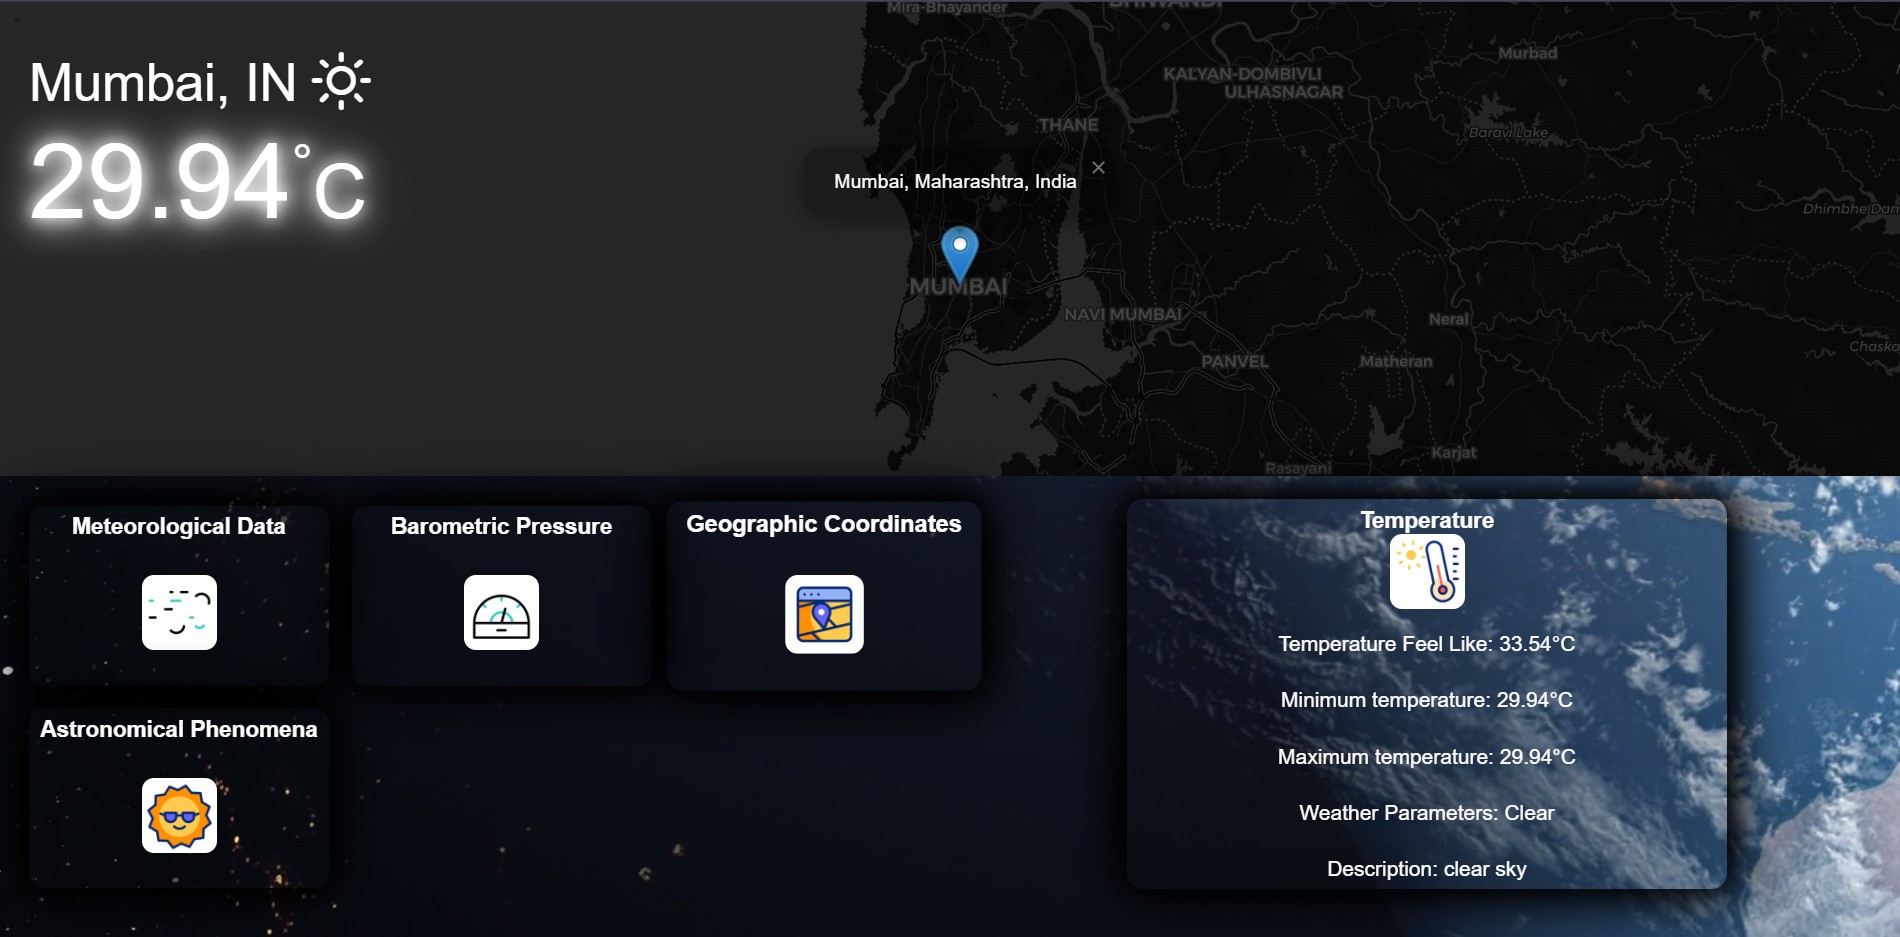 Mumbai, IN
29.94°C
Mira-Bhayander
BHIWANDI
Murbad
KALYAN-DOMBIVLI
ULHASNAGAR
THANE
Baravi Lake
Mumbai, Maharashtra, India
×
Dhimbhe Dam
MUMBAI
NAVI MUMBAI
Neral
PANVEL
Matheran
Chaska
Karjat
Rasayani
Meteorological Data
Barometric Pressure
Geographic Coordinates
Astronomical Phenomena
Temperature
Temperature Feel Like: 33.54°C
Minimum temperature: 29.94°C
Maximum temperature: 29.94°C
Weather Parameters: Clear
Description: clear sky